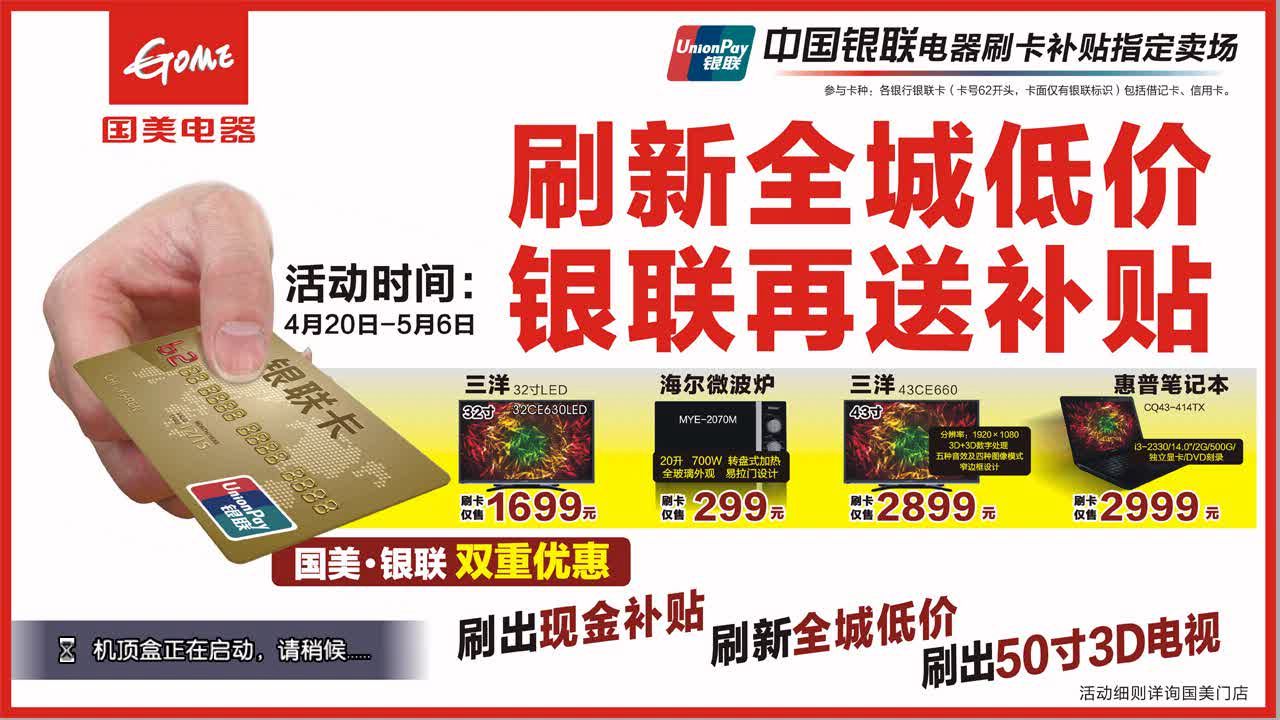 GOME
国美电器
UnionPay
银联
中国银联电器刷卡补贴指定卖场
参与卡种：各银行银联卡（卡号62开头，卡面仅有银联标识）包括借记卡、信用卡。
刷新全城低价
银联再送补贴
活动时间：
4月20日-5月6日
银联卡
UnionPay
银联
三洋 32寸LED
32寸 32CE630LED
刷卡仅售 1699元
海尔微波炉
MYE-2070M
20升 700W 转盘式加热
全玻璃外观 易拉门设计
刷卡仅售 299元
三洋 43CE660
43寸
分辨率：1920×1080
3D+3D数字处理
五种音效及四种图像模式
窄边框设计
刷卡仅售 2899元
惠普笔记本
CQ43-414TX
i3-2330/14.0"/2G/500G/
独立显卡/DVD刻录
刷卡仅售 2999元
国美·银联 双重优惠
刷出现金补贴
刷新全城低价
刷出50寸3D电视
机顶盒正在启动，请稍候......
活动细则详询国美门店